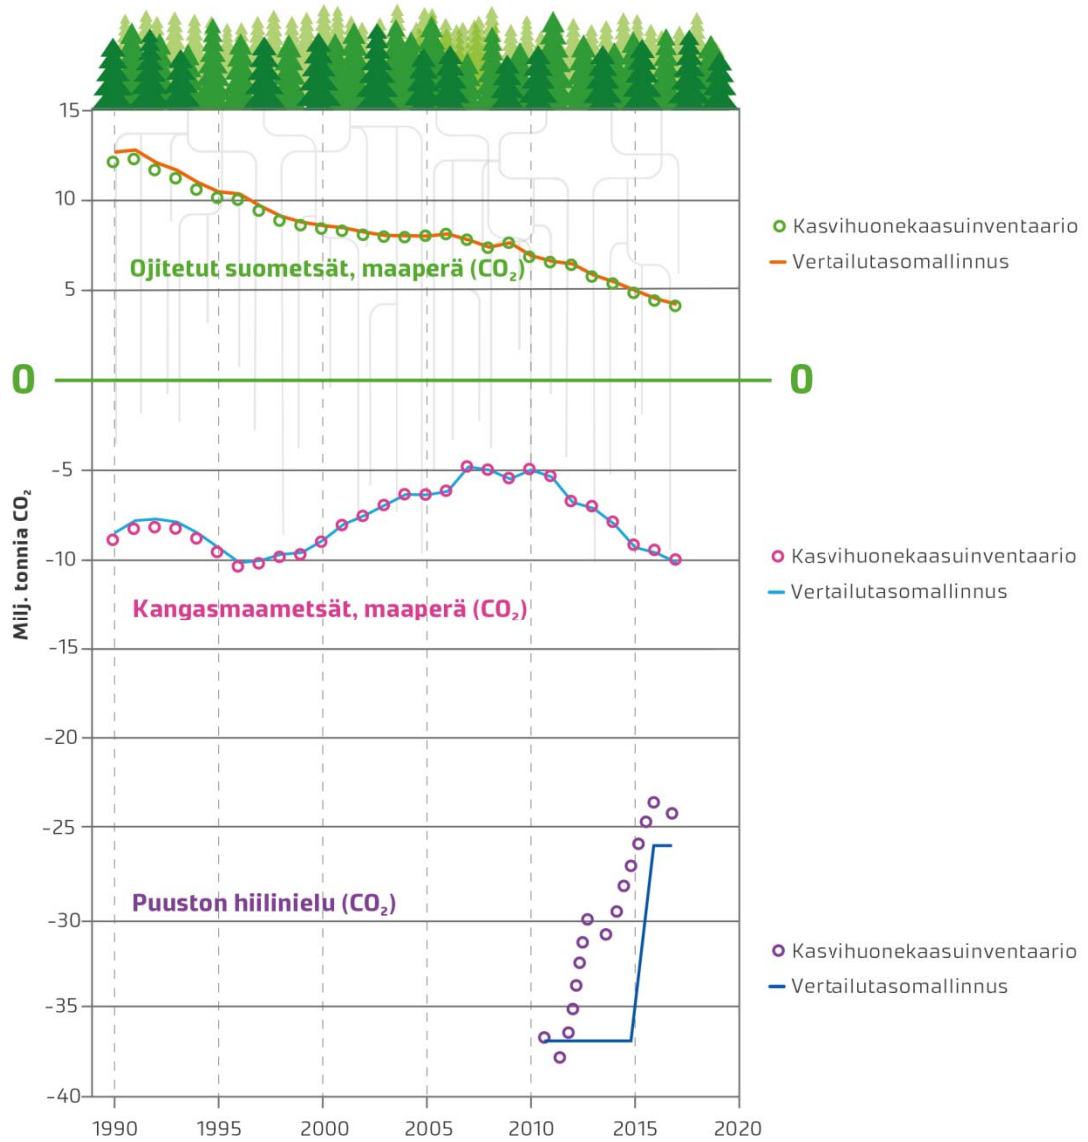 15
10
Kasvihuonekaasuinventaario
Vertailutasomallinnus
Ojitetut suometsät, maaperä (CO₂)
5
0
0
-5
Milj. tonnia CO₂
-10
Kasvihuonekaasuinventaario
Vertailutasomallinnus
Kangasmaametsät, maaperä (CO₂)
-15
-20
-25
Puuston hiilinielu (CO₂)
-30
Kasvihuonekaasuinventaario
Vertailutasomallinnus
-35
-40
1990 1995 2000 2005 2010 2015 2020